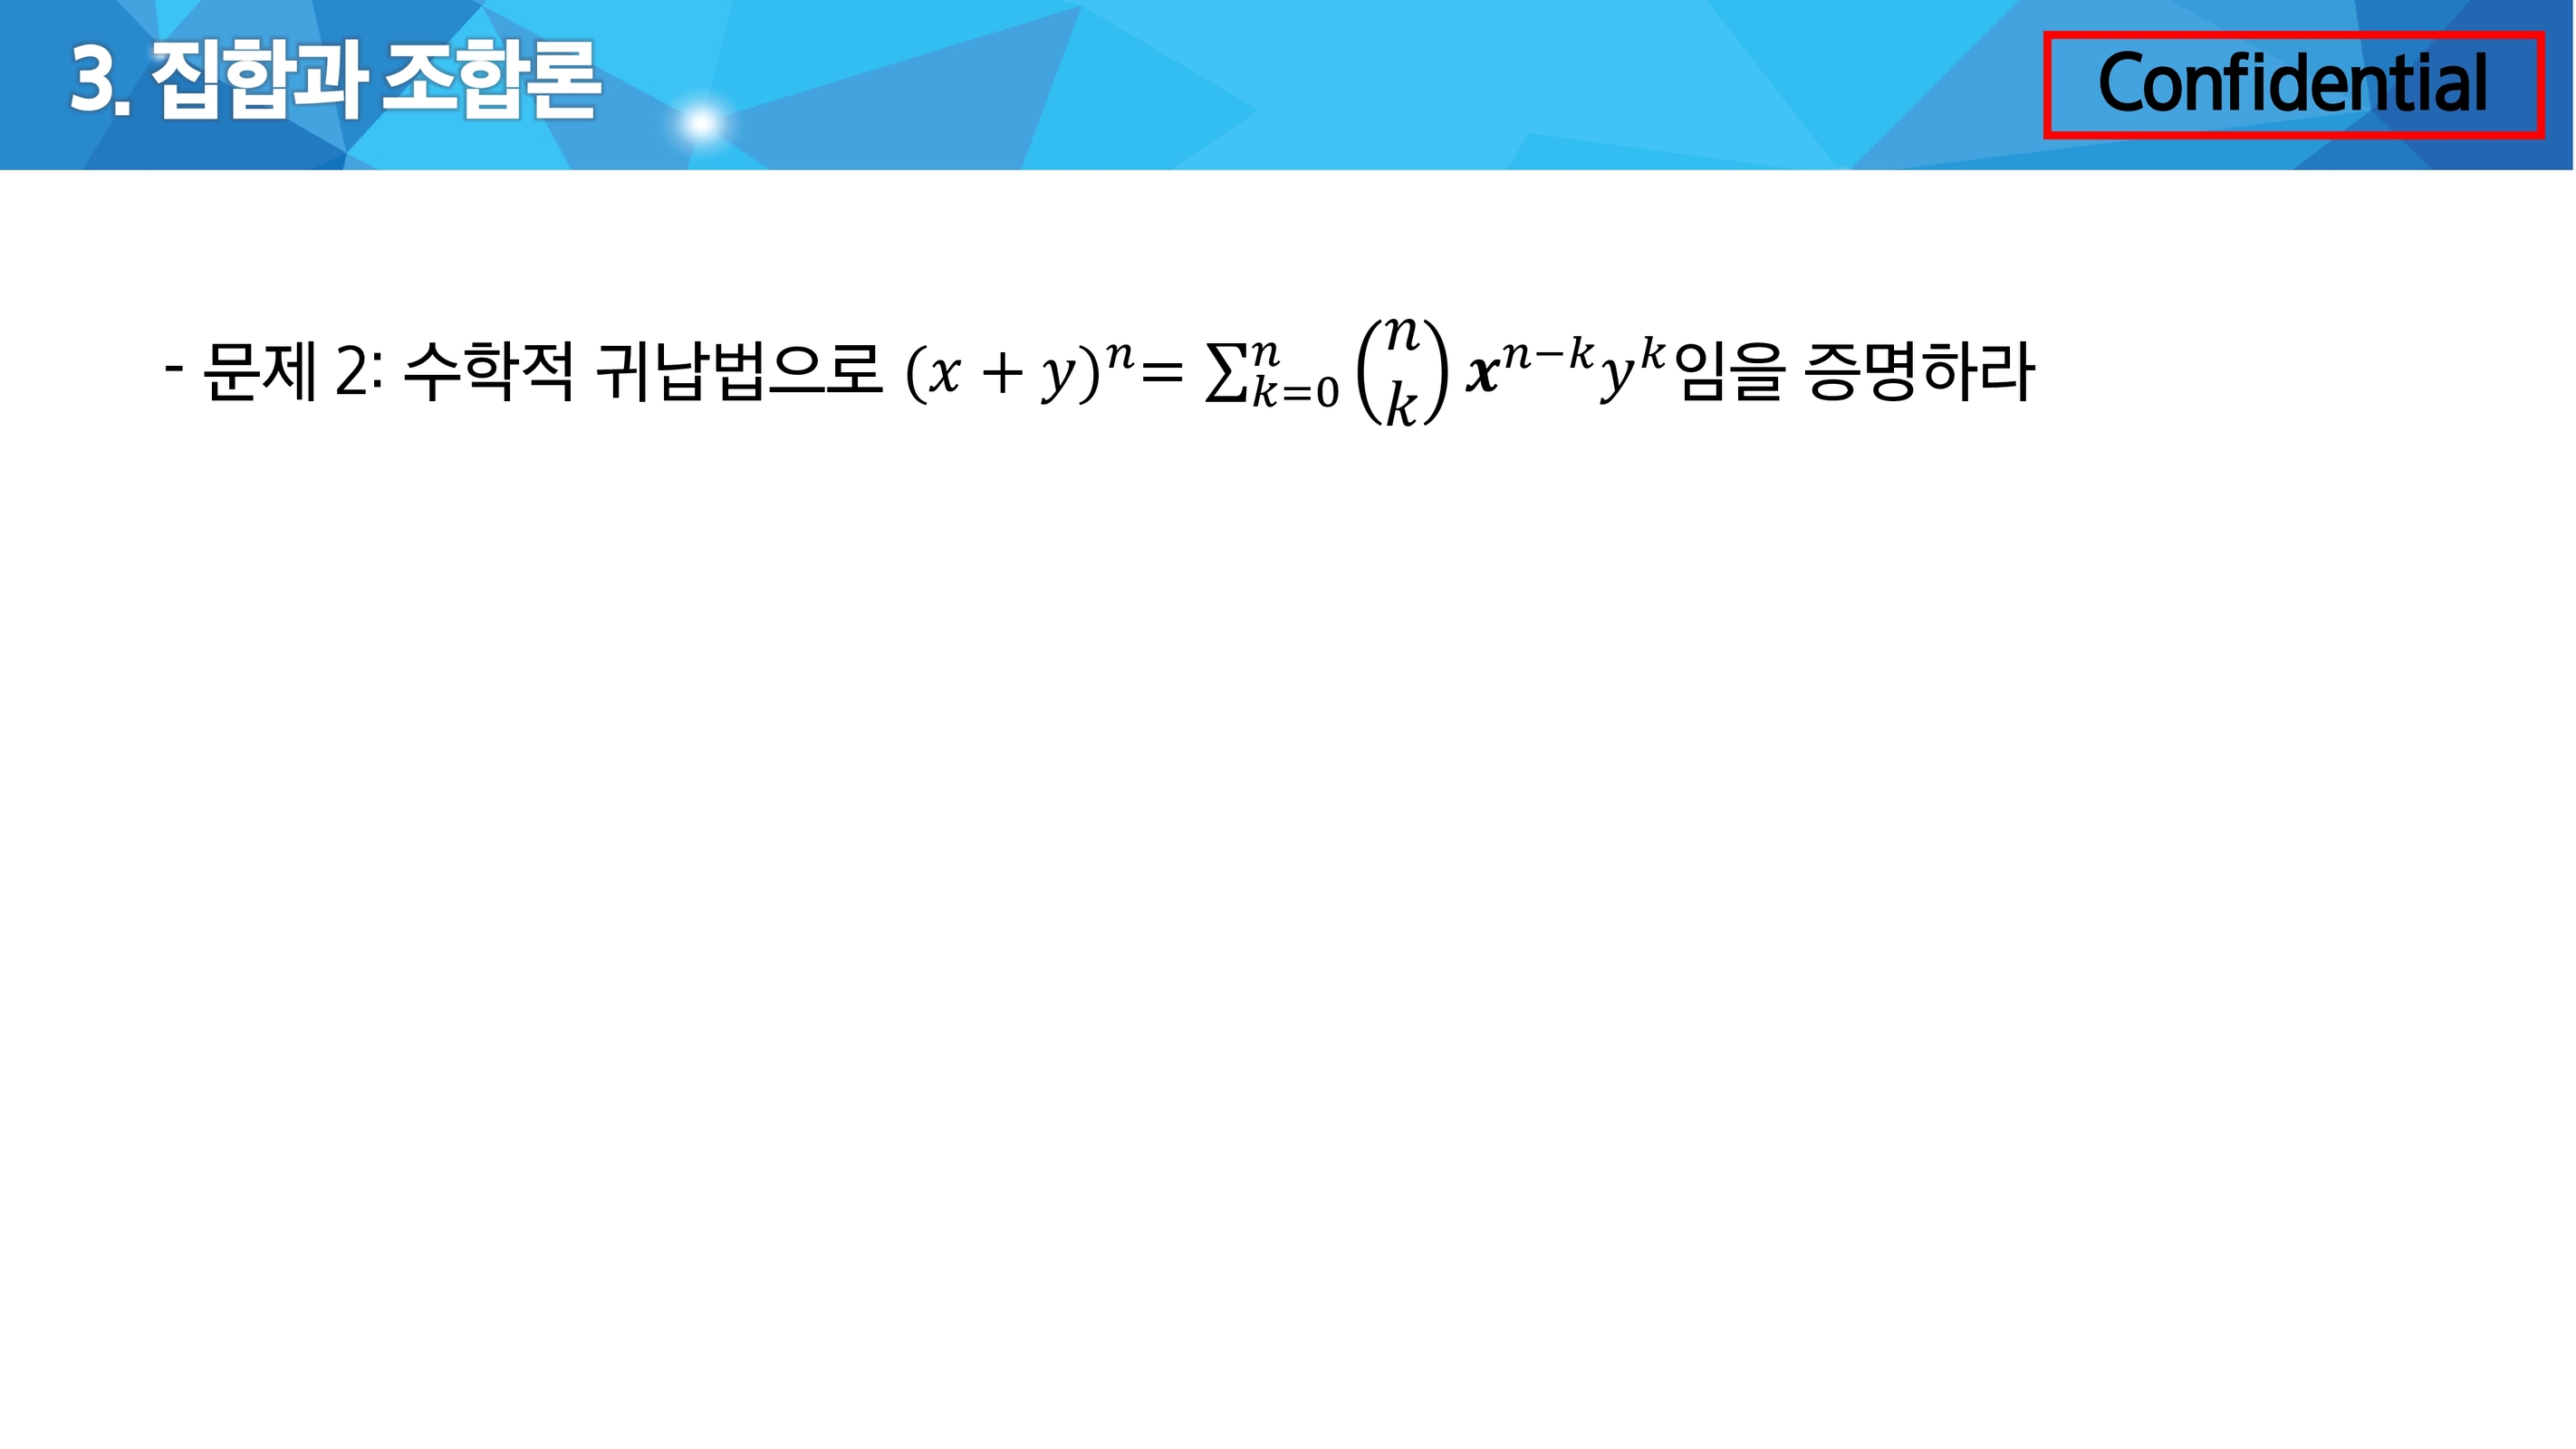 3. 집합과 조합론
Confidential
- 문제 2: 수학적 귀납법으로 $(x + y)^n = \sum_{k=0}^{n} \binom{n}{k} \boldsymbol{x}^{n-k} y^k$임을 증명하라